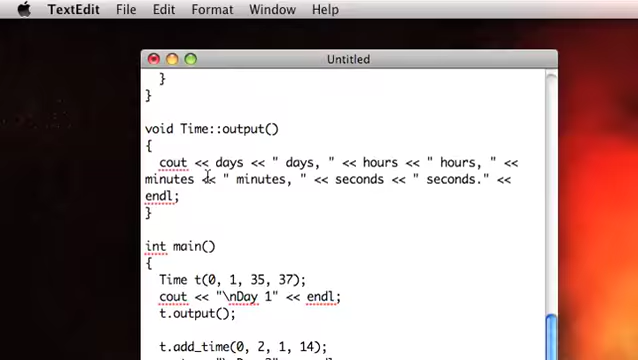 TextEdit File Edit Format Window Help
Untitled
}
}
void Time::output()
{
cout << days << " days, " << hours << " hours, " <<
minutes << " minutes, " << seconds << " seconds." <<
endl;
}
int main()
{
Time t(0, 1, 35, 37);
cout << "\nDay 1" << endl;
t.output();
t.add_time(0, 2, 1, 14);